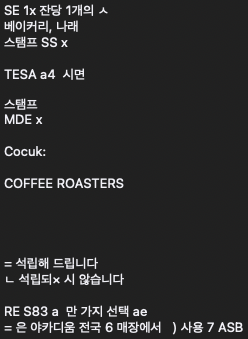 SE 1x 잔당 1개의 ㅅ
베이커리, 나래
스탬프 SS x
TESA a4 시면
스탬프
MDE x
Cocuk:
COFFEE ROASTERS
= 석립해 드립니다
ㄴ 석립되× 시 않습니다
RE S83 a 만 가지 선택 ae
= 은 야카디움 전국 6 매장에서 ) 사용 7 ASB